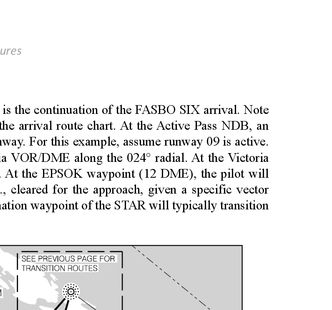 ures
is the continuation of the FASBO SIX arrival. Note
the arrival route chart. At the Active Pass NDB, an
nway. For this example, assume runway 09 is active.
ia VOR/DME along the 024° radial. At the Victoria
. At the EPSOK waypoint (12 DME), the pilot will
., cleared for the approach, given a specific vector
nation waypoint of the STAR will typically transition
SEE PREVIOUS PAGE FOR
TRANSITION ROUTES